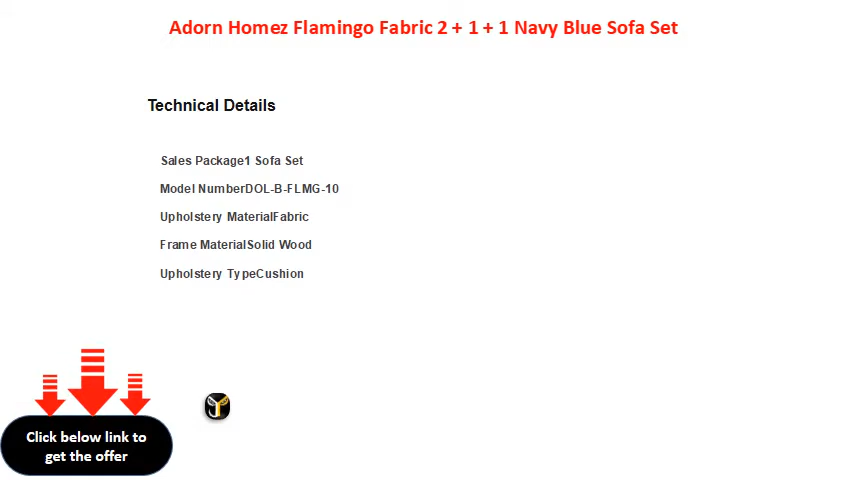 Adorn Homez Flamingo Fabric 2 + 1 + 1 Navy Blue Sofa Set
Technical Details
Sales Package1 Sofa Set
Model NumberDOL-B-FLMG-10
Upholstery MaterialFabric
Frame MaterialSolid Wood
Upholstery TypeCushion
Click below link to
get the offer